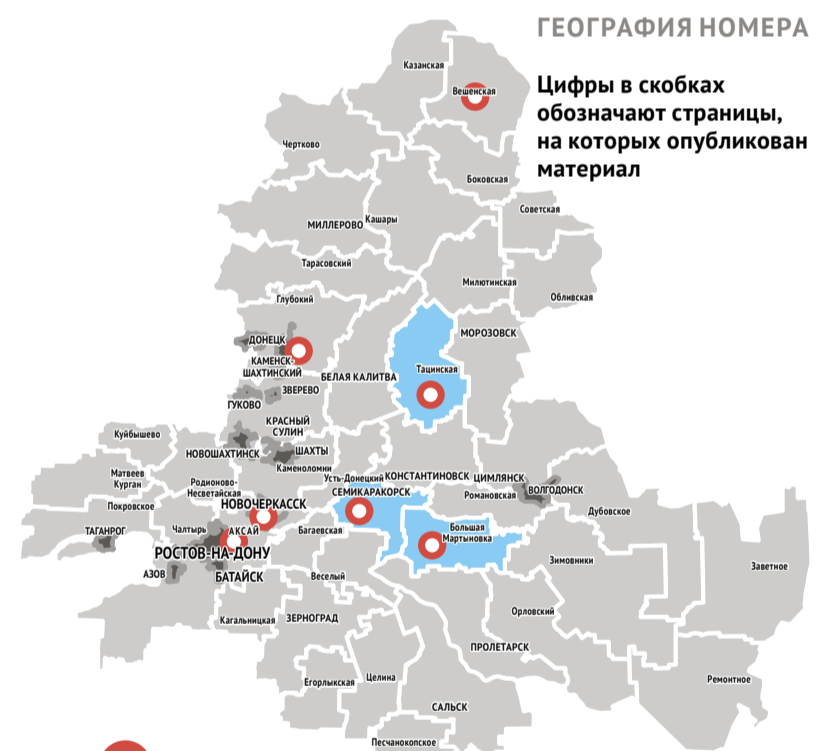 ГЕОГРАФИЯ НОМЕРА
Цифры в скобках
обозначают страницы,
на которых опубликован
материал
Казанская
Вешенская
Чертково
Боковская
Советская
МИЛЛЕРОВО
Кашары
Тарасовский
Милютинская
Обливская
Глубокий
МОРОЗОВСК
ДОНЕЦК
КАМЕНСК-
ШАХТИНСКИЙ
Тацинская
БЕЛАЯ КАЛИТВА
ЗВЕРЕВО
ГУКОВО
КРАСНЫЙ
СУЛИН
Куйбышево
НОВОШАХТИНСК
ШАХТЫ
Каменоломни
Матвеев
Курган
Родионово-
Несветайская
Усть-Донецкий
КОНСТАНТИНОВСК
ЦИМЛЯНСК
СЕМИКАРАКОРСК
Романовская
ВОЛГОДОНСК
Покровское
НОВОЧЕРКАССК
Дубовское
ТАГАНРОГ
Чалтырь
АКСАЙ
Багаевская
Большая
Мартыновка
РОСТОВ-НА-ДОНУ
Зимовники
Заветное
АЗОВ
БАТАЙСК
Веселый
Орловский
Кагальницкая
ЗЕРНОГРАД
ПРОЛЕТАРСК
Егорлыкская
Целина
Ремонтное
САЛЬСК
Песчанокопское